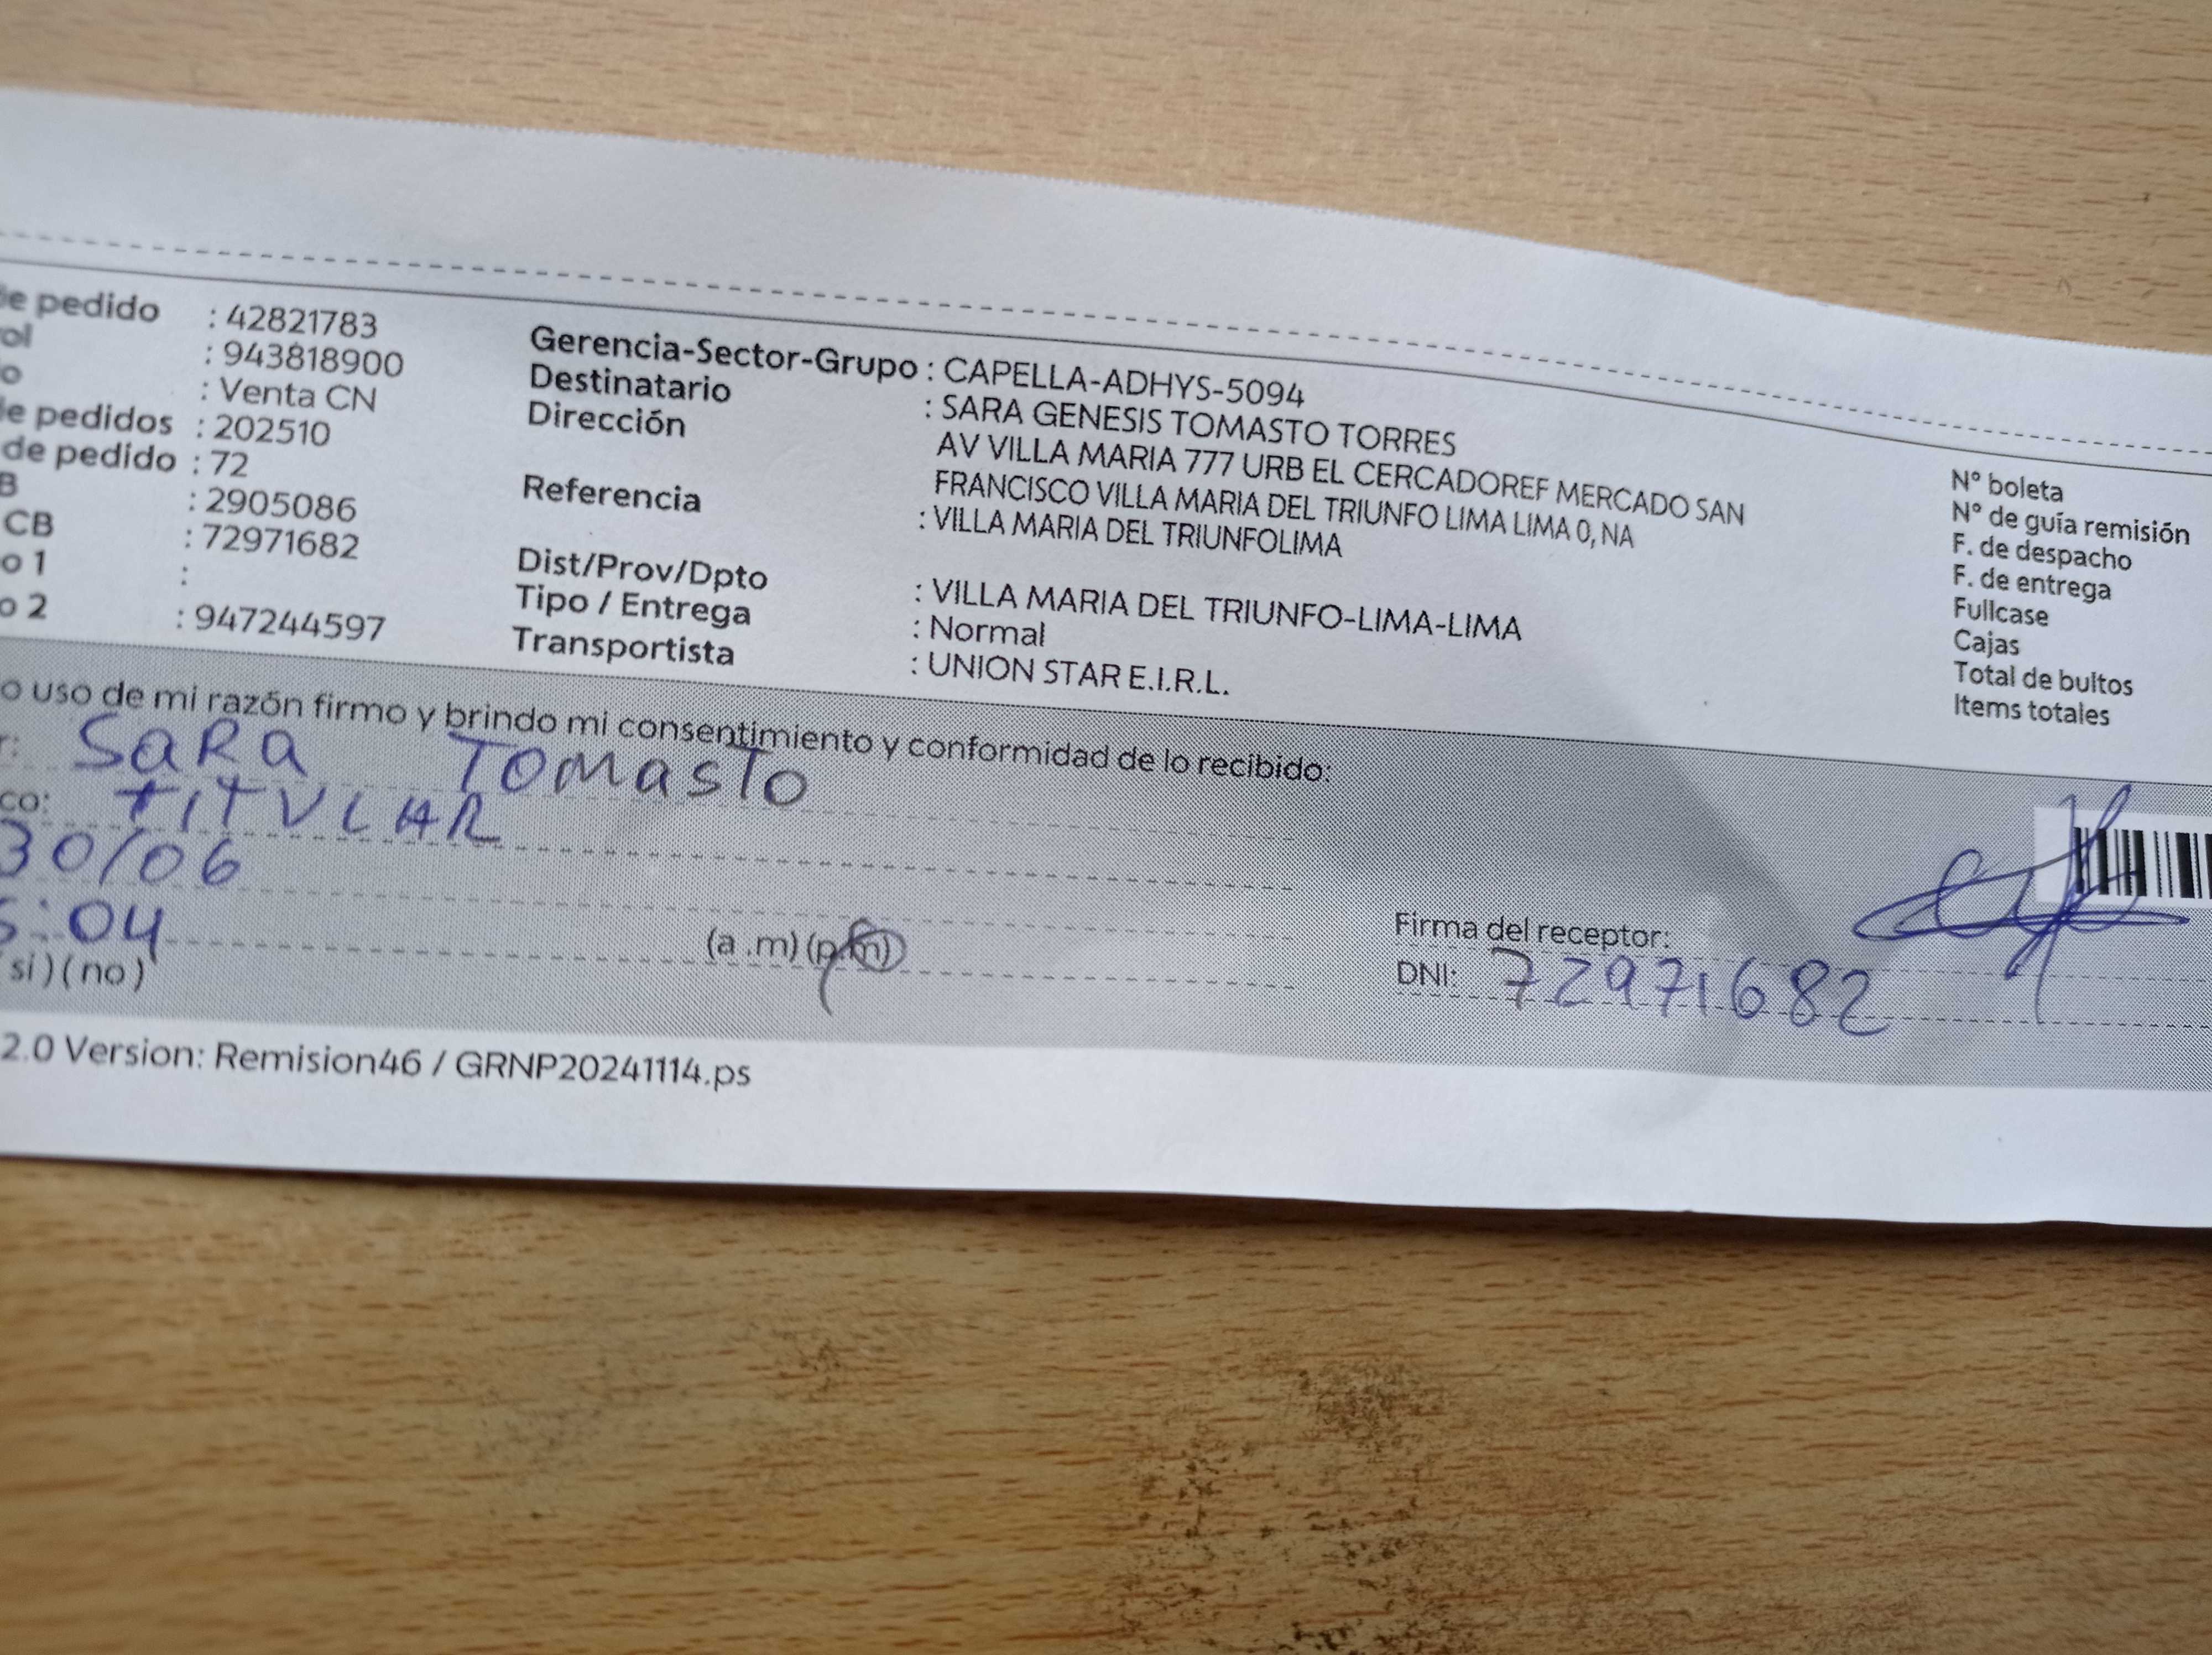 de pedido : 42821783
rol : 943818900
o : Venta CN
de pedidos : 202510
de pedido : 72
B : 2905086
CB : 72971682
o 1 :
o 2 : 947244597
Gerencia-Sector-Grupo : CAPELLA-ADHYS-5094
Destinatario : SARA GENESIS TOMASTO TORRES
Dirección AV VILLA MARIA 777 URB EL CERCADOREF MERCADO SAN
FRANCISCO VILLA MARIA DEL TRIUNFO LIMA LIMA 0, NA
Referencia : VILLA MARIA DEL TRIUNFOLIMA
Dist/Prov/Dpto : VILLA MARIA DEL TRIUNFO-LIMA-LIMA
Tipo / Entrega : Normal
Transportista : UNION STAR E.I.R.L.
N° boleta
N° de guía remisión
F. de despacho
F. de entrega
Fullcase
Cajas
Total de bultos
Items totales
o uso de mi razón firmo y brindo mi consentimiento y conformidad de lo recibido:
r: SaRa TOMasTo
co: TITULAR
30/06
5:04 (a .m) (p.m)
si ) ( no )
Firma del receptor:
DNI: 72971682
2.0 Version: Remision46 / GRNP20241114.ps